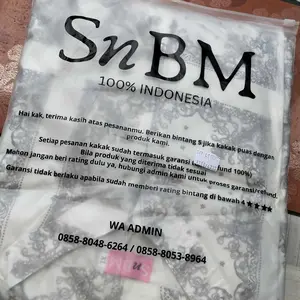 SnBM
100% INDONESIA
Hai kak, terima kasih atas pesananmu. Berikan bintang 5 jika kakak puas dengan
produk kami.
Setiap pesanan kakak sudah termasuk garansi
Bila produk yang diterima tidak sesuai
Mohon jangan beri rating dulu ya, hubungi admin kami untuk proses garansi/refund.
Garansi tidak berlaku apabila sudah memberi rating bintang di bawah 4 ★★★★
WA ADMIN
0858-8048-6264 / 0858-8053-8964